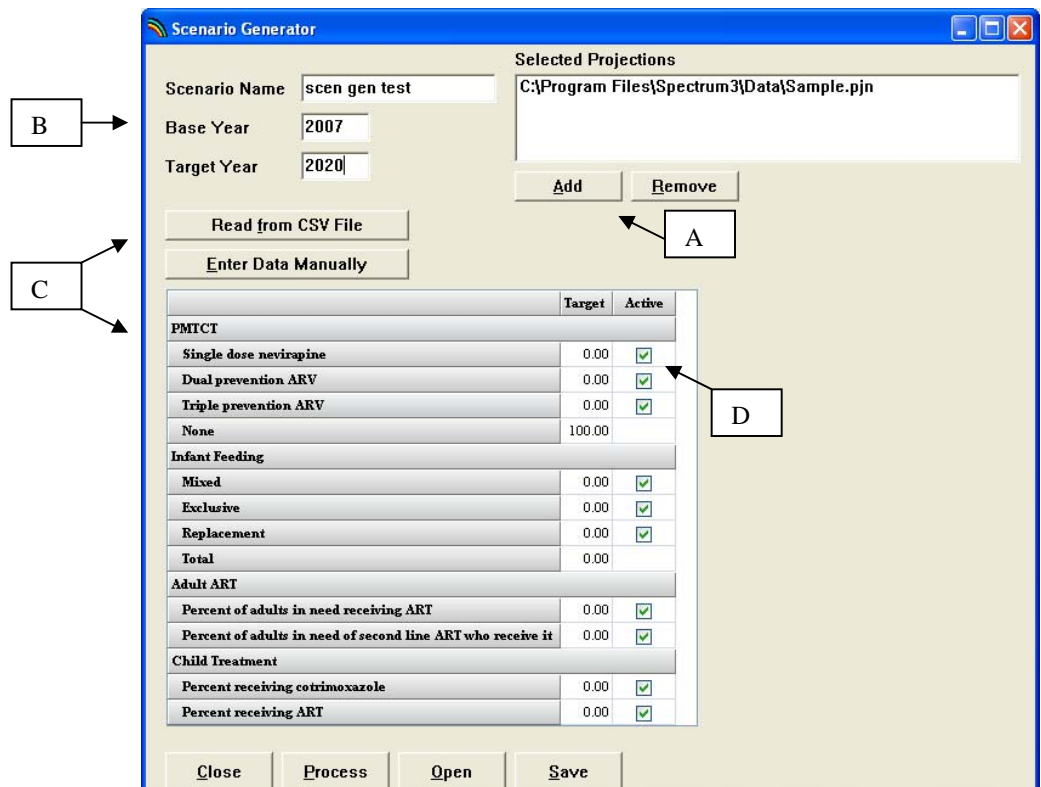 Scenario Generator
Selected Projections
Scenario Name scen gen test
C:\Program Files\Spectrum3\Data\Sample.pjn
B
Base Year 2007
Target Year 2020
Add Remove
Read from CSV File
A
Enter Data Manually
C
Target Active
PMTCT
Single dose nevirapine 0.00
Dual prevention ARV 0.00
Triple prevention ARV 0.00
D
None 100.00
Infant Feeding
Mixed 0.00
Exclusive 0.00
Replacement 0.00
Total 0.00
Adult ART
Percent of adults in need receiving ART 0.00
Percent of adults in need of second line ART who receive it 0.00
Child Treatment
Percent receiving cotrimoxazole 0.00
Percent receiving ART 0.00
Close Process Open Save